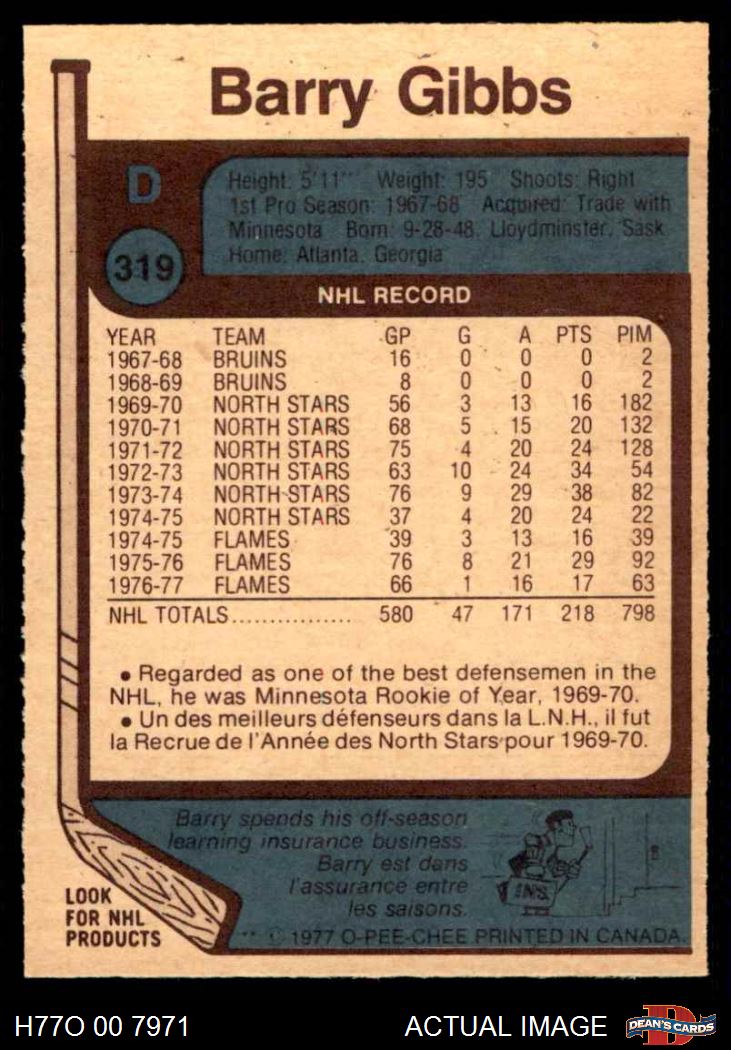 Barry Gibbs
D
Height: 5'11" Weight: 195 Shoots: Right
1st Pro Season: 1967-68 Acquired: Trade with
Minnesota Born: 9-28-48, Lloydminster, Sask.
Home: Atlanta, Georgia
319
NHL RECORD
YEAR TEAM GP G A PTS PIM
1967-68 BRUINS 16 0 0 0 2
1968-69 BRUINS 8 0 0 0 2
1969-70 NORTH STARS 56 3 13 16 182
1970-71 NORTH STARS 68 5 15 20 132
1971-72 NORTH STARS 75 4 20 24 128
1972-73 NORTH STARS 63 10 24 34 54
1973-74 NORTH STARS 76 9 29 38 82
1974-75 NORTH STARS 37 4 20 24 22
1974-75 FLAMES 39 3 13 16 39
1975-76 FLAMES 76 8 21 29 92
1976-77 FLAMES 66 1 16 17 63
NHL TOTALS................ 580 47 171 218 798
• Regarded as one of the best defensemen in the
NHL, he was Minnesota Rookie of Year, 1969-70.
• Un des meilleurs défenseurs dans la L.N.H., il fut
la Recrue de l'Année des North Stars pour 1969-70.
Barry spends his off-season
learning insurance business.
Barry est dans
l'assurance entre
les saisons.
INS.
LOOK
FOR NHL
PRODUCTS
** © 1977 O-PEE-CHEE PRINTED IN CANADA.
H77O 00 7971
ACTUAL IMAGE
D
DEAN'S CARDS